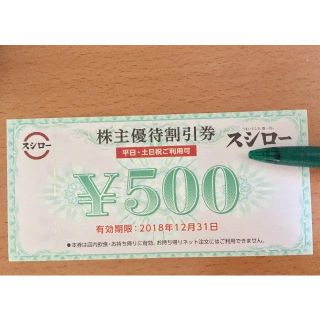 スシロー
株主優待割引券
平日・土日祝ご利用可
スシロー
¥500
有効期限：2018年12月31日
●本券は店内飲食・お持ち帰りに有効。お持ち帰りネット注文にはご利用できません。